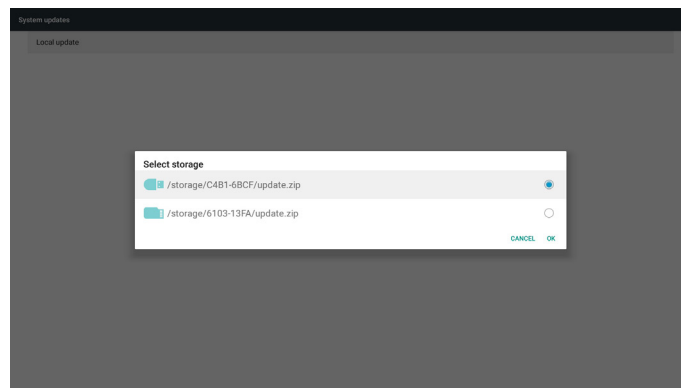 System updates
Local update
Select storage
/storage/C4B1-6BCF/update.zip
/storage/6103-13FA/update.zip
CANCEL OK